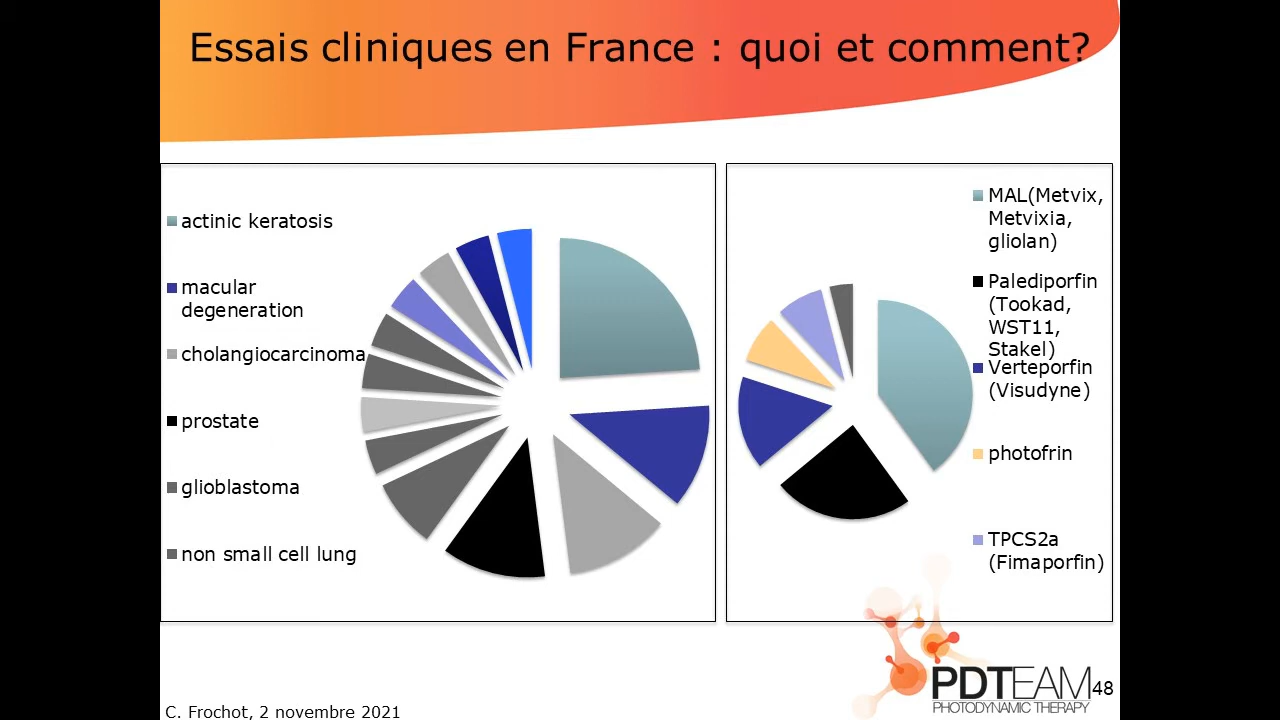 Essais cliniques en France : quoi et comment?
actinic keratosis
macular
degeneration
cholangiocarcinoma
prostate
glioblastoma
non small cell lung
MAL(Metvix,
Metvixia,
gliolan)
Palediporfin
(Tookad,
WST11,
Stakel)
Verteporfin
(Visudyne)
photofrin
TPCS2a
(Fimaporfin)
PDTEAM
PHOTODYNAMIC THERAPY
48
C. Frochot, 2 novembre 2021